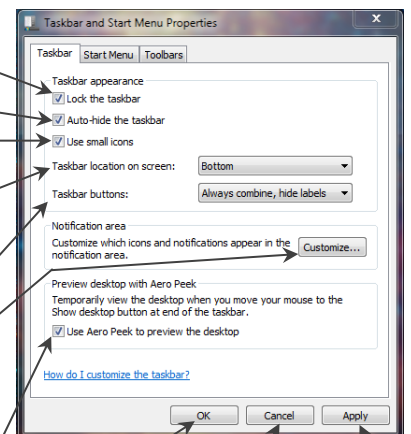 Taskbar and Start Menu Properties
x
Taskbar Start Menu Toolbars
Taskbar appearance
Lock the taskbar
Auto-hide the taskbar
Use small icons
Taskbar location on screen: Bottom
Taskbar buttons: Always combine, hide labels
Notification area
Customize which icons and notifications appear in the
notification area.
Customize...
Preview desktop with Aero Peek
Temporarily view the desktop when you move your mouse to the
Show desktop button at end of the taskbar.
Use Aero Peek to preview the desktop
How do I customize the taskbar?
OK Cancel Apply